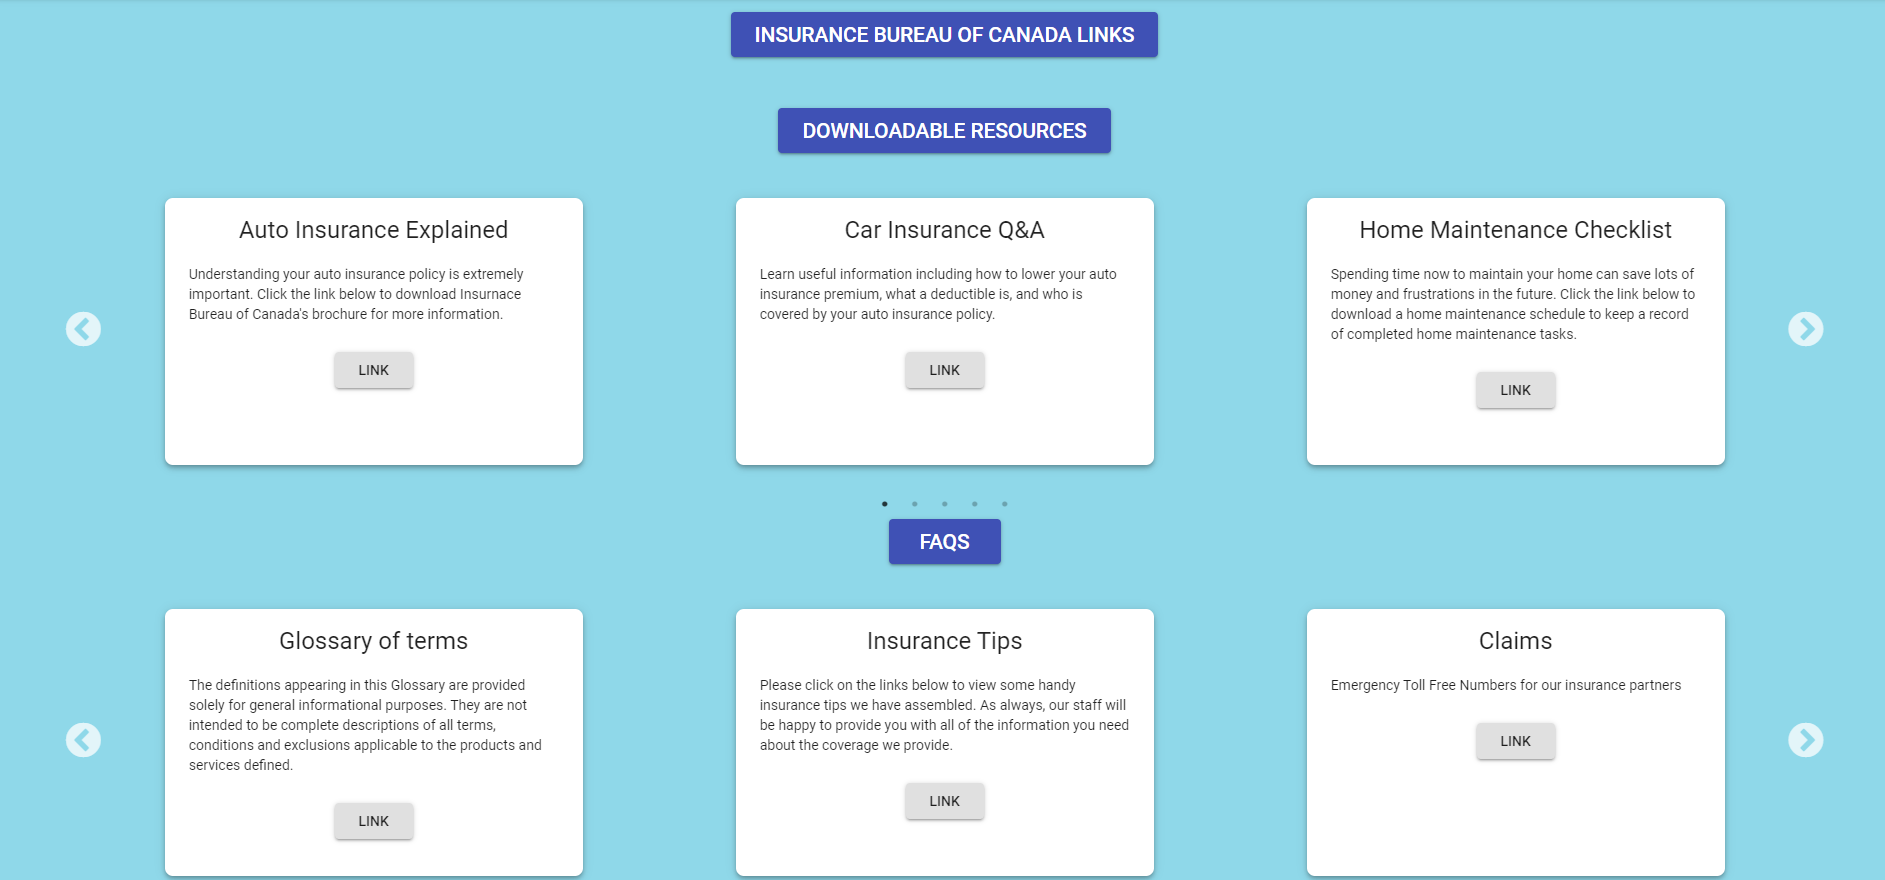 INSURANCE BUREAU OF CANADA LINKS
DOWNLOADABLE RESOURCES
Auto Insurance Explained
Understanding your auto insurance policy is extremely
important. Click the link below to download Insurnace
Bureau of Canada's brochure for more information.
LINK
Car Insurance Q&A
Learn useful information including how to lower your auto
insurance premium, what a deductible is, and who is
covered by your auto insurance policy.
LINK
Home Maintenance Checklist
Spending time now to maintain your home can save lots of
money and frustrations in the future. Click the link below to
download a home maintenance schedule to keep a record
of completed home maintenance tasks.
LINK
FAQS
Glossary of terms
The definitions appearing in this Glossary are provided
solely for general informational purposes. They are not
intended to be complete descriptions of all terms,
conditions and exclusions applicable to the products and
services defined.
LINK
Insurance Tips
Please click on the links below to view some handy
insurance tips we have assembled. As always, our staff will
be happy to provide you with all of the information you need
about the coverage we provide.
LINK
Claims
Emergency Toll Free Numbers for our insurance partners
LINK